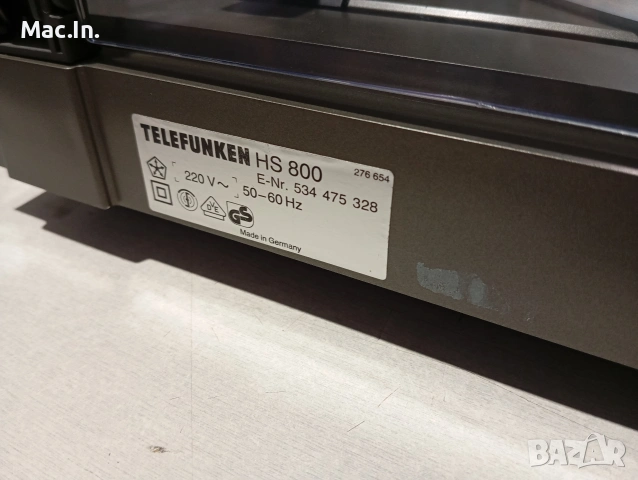 Mac.In.
TELEFUNKEN HS 800
276 654
E-Nr. 534 475 328
220 V~ 50-60 Hz
DVE GS
Made in Germany
BAZAR